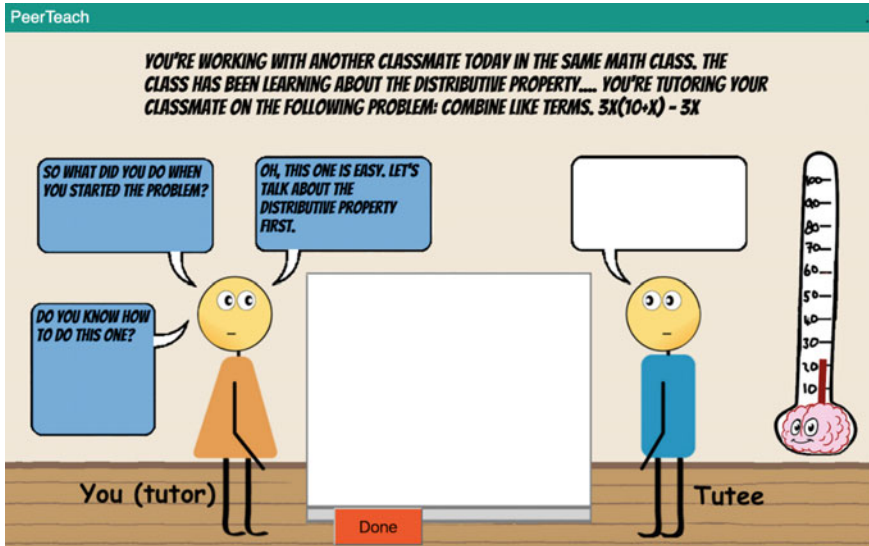 PeerTeach
YOU'RE WORKING WITH ANOTHER CLASSMATE TODAY IN THE SAME MATH CLASS. THE
CLASS HAS BEEN LEARNING ABOUT THE DISTRIBUTIVE PROPERTY.... YOU'RE TUTORING YOUR
CLASSMATE ON THE FOLLOWING PROBLEM: COMBINE LIKE TERMS. 3X(10+X) - 3X
SO WHAT DID YOU DO WHEN
YOU STARTED THE PROBLEM?
OH, THIS ONE IS EASY. LET'S
TALK ABOUT THE
DISTRIBUTIVE PROPERTY
FIRST.
DO YOU KNOW HOW
TO DO THIS ONE?
100
90
80
70
60
50
40
30
20
10
You (tutor)
Tutee
Done